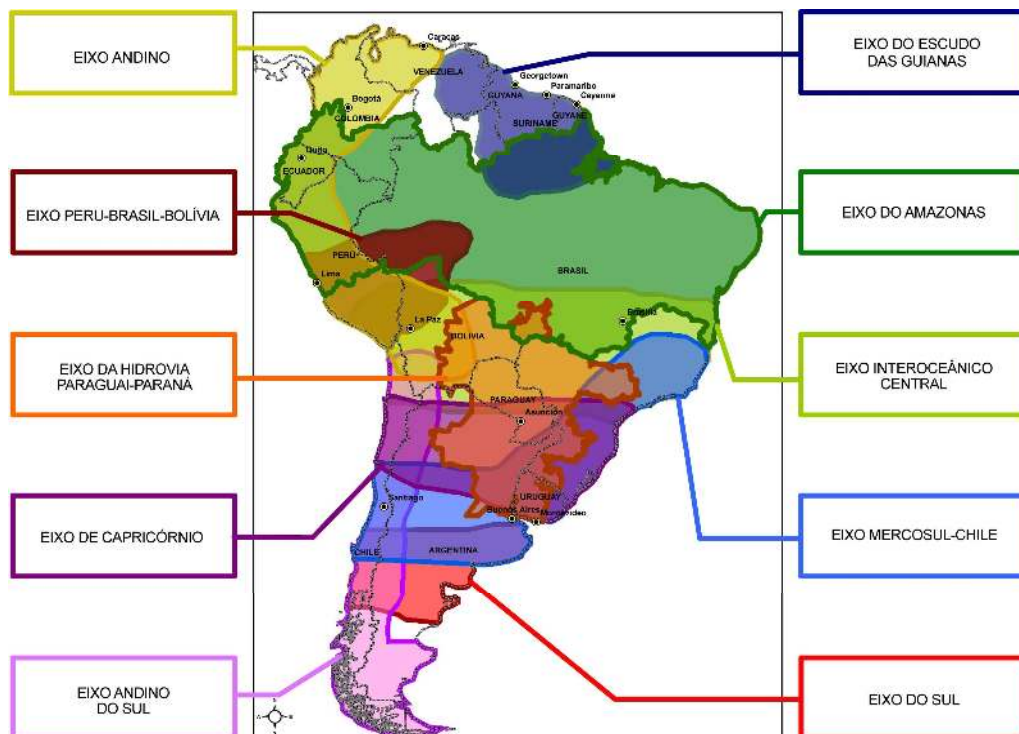 EIXO ANDINO
EIXO PERU-BRASIL-BOLÍVIA
EIXO DA HIDROVIA
PARAGUAI-PARANÁ
EIXO DE CAPRICÓRNIO
EIXO ANDINO
DO SUL
Caracas
VENEZUELA
Georgetown
Paramaribo
GUYANA
Cayenne
Bogotá
GUYANE
COLOMBIA
SURINAME
Quito
ECUADOR
PERU
BRASIL
Lima
La Paz
Brasilia
BOLIVIA
PARAGUAY
Asunción
URUGUAY
Santiago
Buenos Aires
Montevideo
CHILE
ARGENTINA
EIXO DO ESCUDO
DAS GUIANAS
EIXO DO AMAZONAS
EIXO INTEROCEÂNICO
CENTRAL
EIXO MERCOSUL-CHILE
EIXO DO SUL